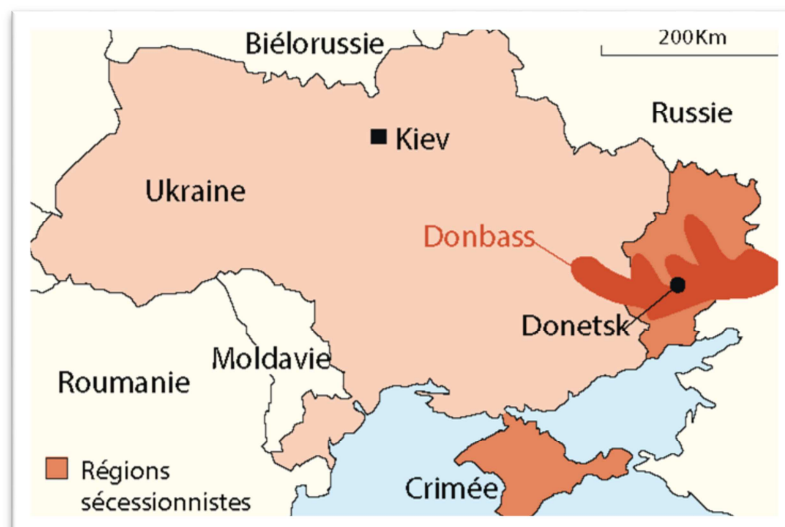 Biélorussie
200Km
Russie
Kiev
Ukraine
Donbass
Donetsk
Moldavie
Roumanie
Régions
sécessionnistes
Crimée